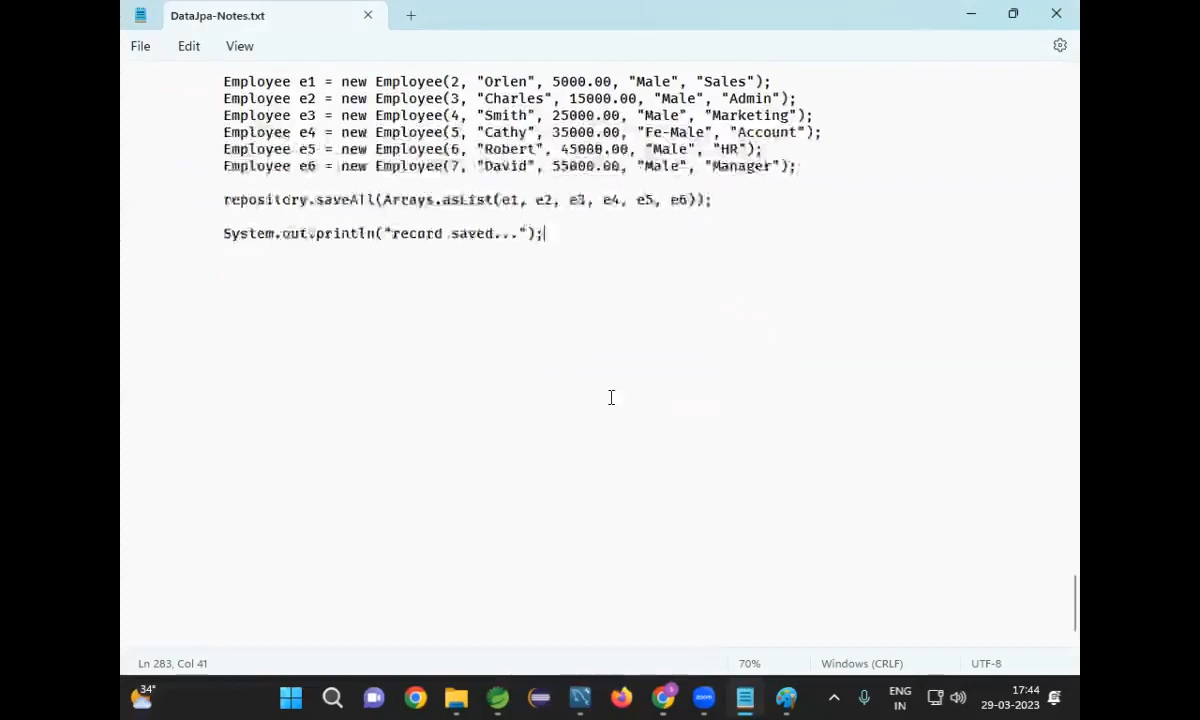 DataJpa-Notes.txt
File Edit View
Employee e1 = new Employee(2, "Orlen", 5000.00, "Male", "Sales");
Employee e2 = new Employee(3, "Charles", 15000.00, "Male", "Admin");
Employee e3 = new Employee(4, "Smith", 25000.00, "Male", "Marketing");
Employee e4 = new Employee(5, "Cathy", 35000.00, "Fe-Male", "Account");
Employee e5 = new Employee(6, "Robert", 45000.00, "Male", "HR");
Employee e6 = new Employee(7, "David", 55000.00, "Male", "Manager");
repository.saveAll(Arrays.asList(e1, e2, e3, e4, e5, e6));
System.out.println("record saved...");
Ln 283, Col 41 70% Windows (CRLF) UTF-8
34°
zoom
ENG
IN
17:44
29-03-2023